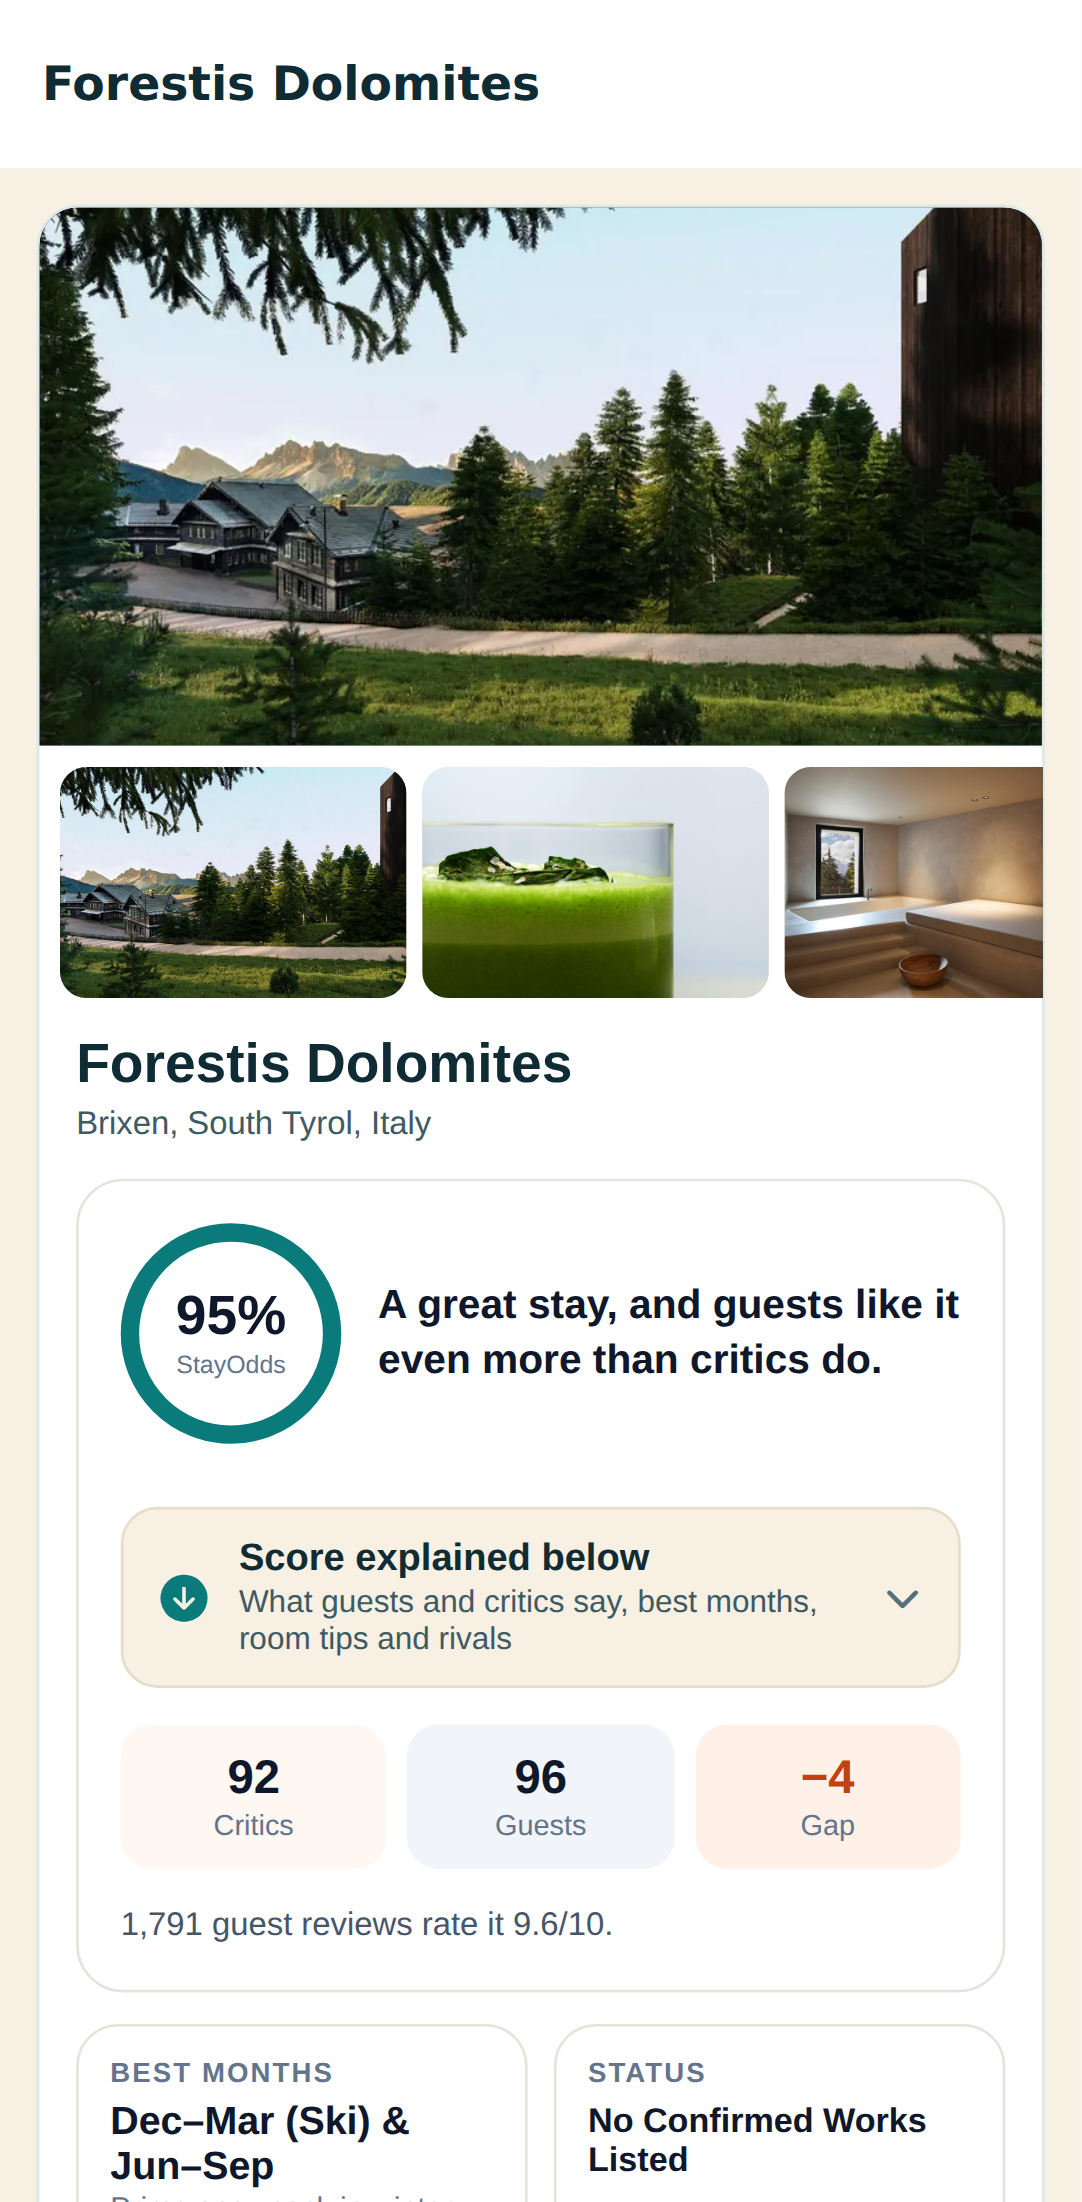 Forestis Dolomites
Forestis Dolomites
Brixen, South Tyrol, Italy
95%
StayOdds
A great stay, and guests like it
even more than critics do.
Score explained below
What guests and critics say, best months,
room tips and rivals
92
Critics
96
Guests
−4
Gap
1,791 guest reviews rate it 9.6/10.
BEST MONTHS
Dec–Mar (Ski) &
Jun–Sep
STATUS
No Confirmed Works
Listed